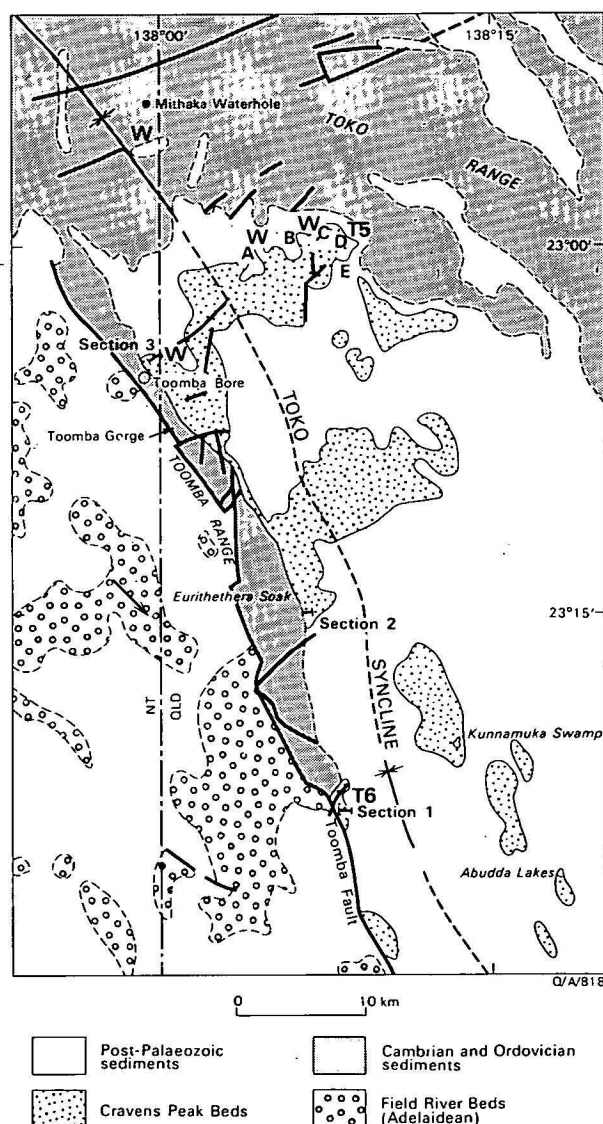 138°00'
138°15'
Mithaka Waterhole
W
TOKO
RANGE
W
W
T5
A
B
C
D
E
23°00'
Section 3
W
Toomba Bore
TOKO
Toomba Gorge
TOOMBA
RANGE
Eurithethera Soak
23°15'
Section 2
NT
QLD
SYNCLINE
Kunnamuka Swamp
T6
Section 1
Toomba Fault
Abudda Lakes
Q/A/818
0 10 km
Post-Palaeozoic
sediments
Cambrian and Ordovician
sediments
Cravens Peak Beds
Field River Beds
(Adelaidean)